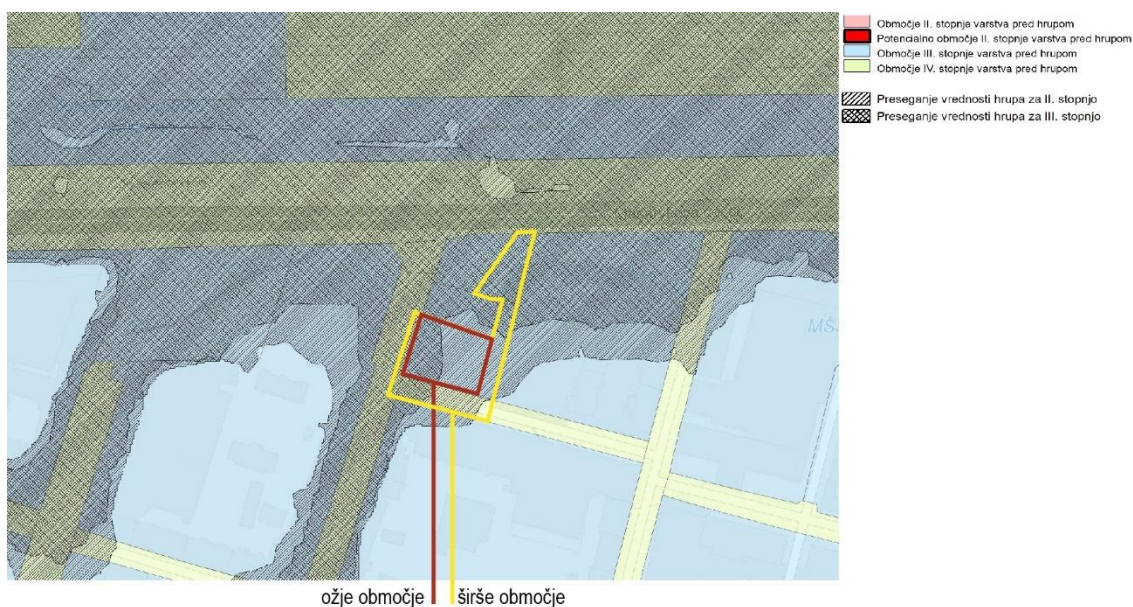 Območje II. stopnje varstva pred hrupom
Potencialno območje II. stopnje varstva pred hrupom
Območje III. stopnje varstva pred hrupom
Območje IV. stopnje varstva pred hrupom
Preseganje vrednosti hrupa za II. stopnjo
Preseganje vrednosti hrupa za III. stopnjo
ožje območje
širše območje